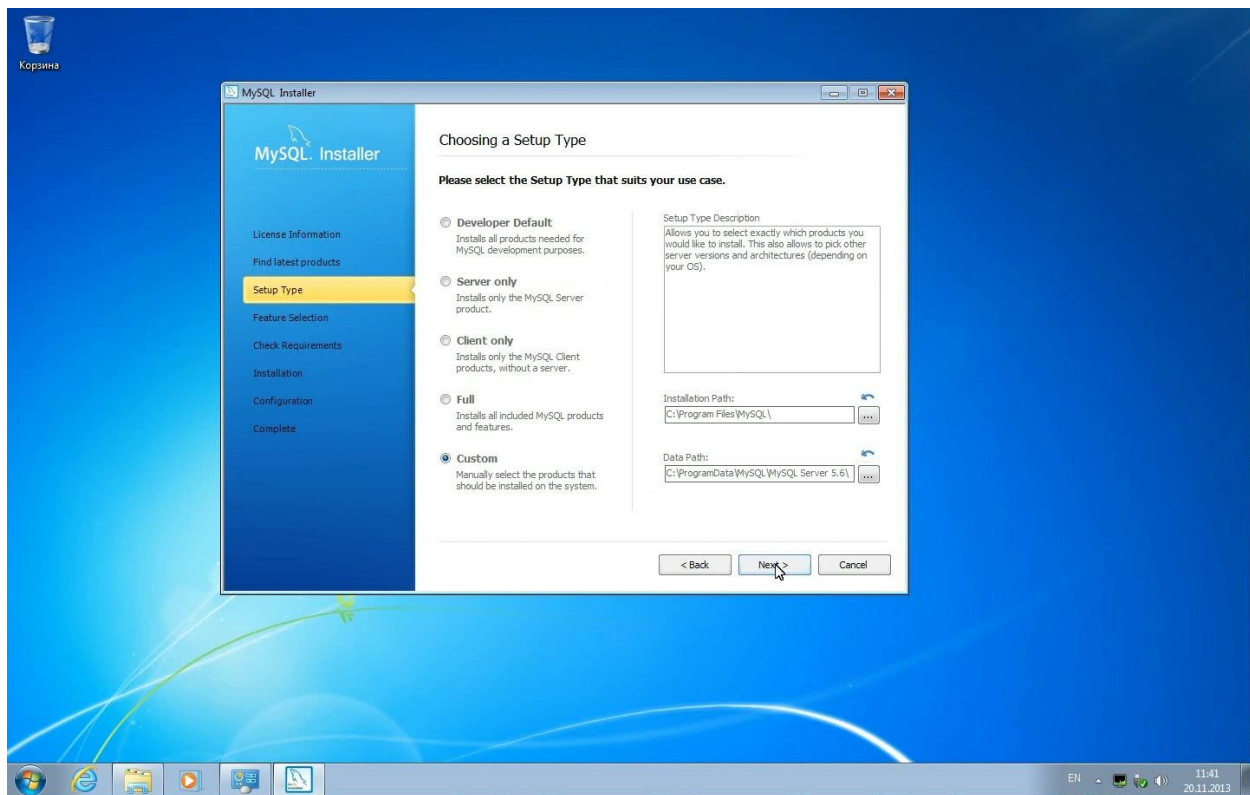 Корзина
MySQL Installer
MySQL. Installer
License Information
Find latest products
Setup Type
Feature Selection
Check Requirements
Installation
Configuration
Complete
Choosing a Setup Type
Please select the Setup Type that suits your use case.
Developer Default
Installs all products needed for
MySQL development purposes.
Server only
Installs only the MySQL Server
product.
Client only
Installs only the MySQL Client
products, without a server.
Full
Installs all included MySQL products
and features.
Custom
Manually select the products that
should be installed on the system.
Setup Type Description
Allows you to select exactly which products you
would like to install. This also allows to pick other
server versions and architectures (depending on
your OS).
Installation Path:
C:\Program Files\MySQL\
...
Data Path:
C:\ProgramData\MySQL\MySQL Server 5.6\
...
< Back
Next >
Cancel
EN
11:41
20.11.2013